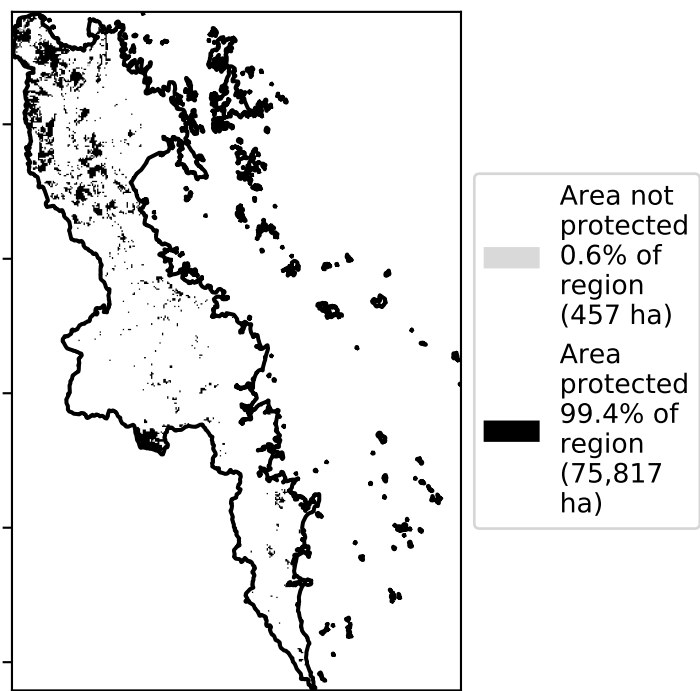 Area not
protected
0.6% of
region
(457 ha)
Area
protected
99.4% of
region
(75,817
ha)